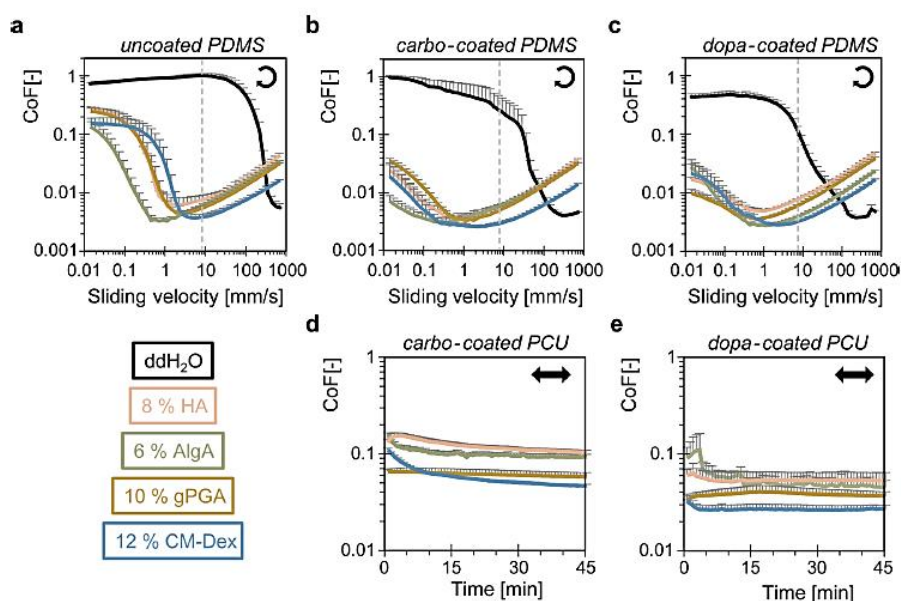 a
uncoated PDMS
CoF[-]
1
0.1
0.01
0.001
0.01 0.1 1 10 100 1000
Sliding velocity [mm/s]
b
carbo-coated PDMS
CoF[-]
1
0.1
0.01
0.001
0.01 0.1 1 10 100 1000
Sliding velocity [mm/s]
c
dopa-coated PDMS
CoF[-]
1
0.1
0.01
0.001
0.01 0.1 1 10 100 1000
Sliding velocity [mm/s]
ddH₂O
8 % HA
6 % AlgA
10 % gPGA
12 % CM-Dex
d
carbo-coated PCU
CoF[-]
1
0.1
0.01
0 15 30 45
Time [min]
e
dopa-coated PCU
CoF[-]
1
0.1
0.01
0 15 30 45
Time [min]